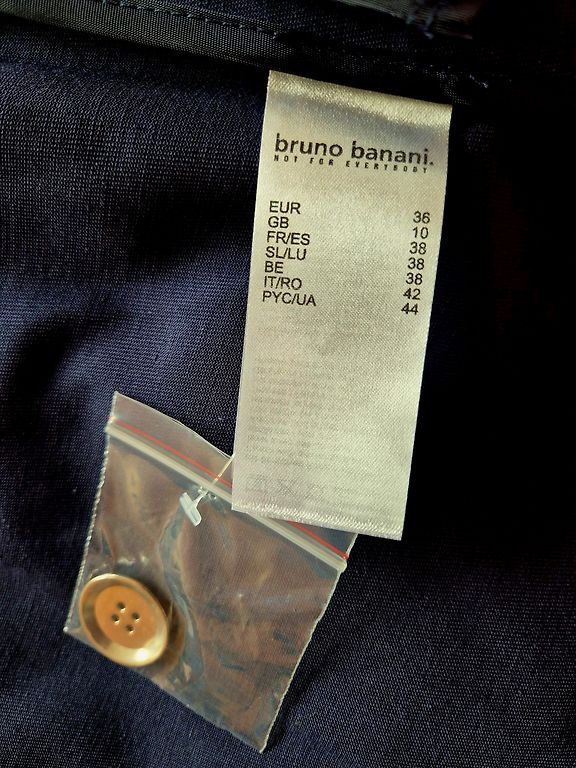 bruno banani.
NOT FOR EVERYBODY
EUR 36
GB 10
FR/ES 38
SL/LU 38
BE 38
IT/RO 42
PYC/UA 44